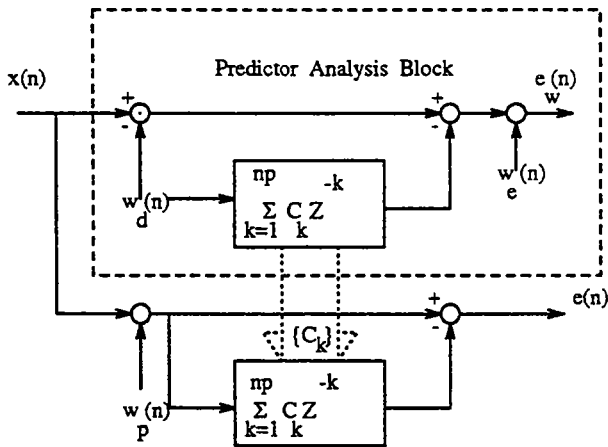 Predictor Analysis Block
x(n)
+
-
+
-
e (n)
w
w (n)
d
np
-k
Σ C Z
k=1 k
w (n)
e
+
-
e(n)
{C }
k
w (n)
p
np
-k
Σ C Z
k=1 k